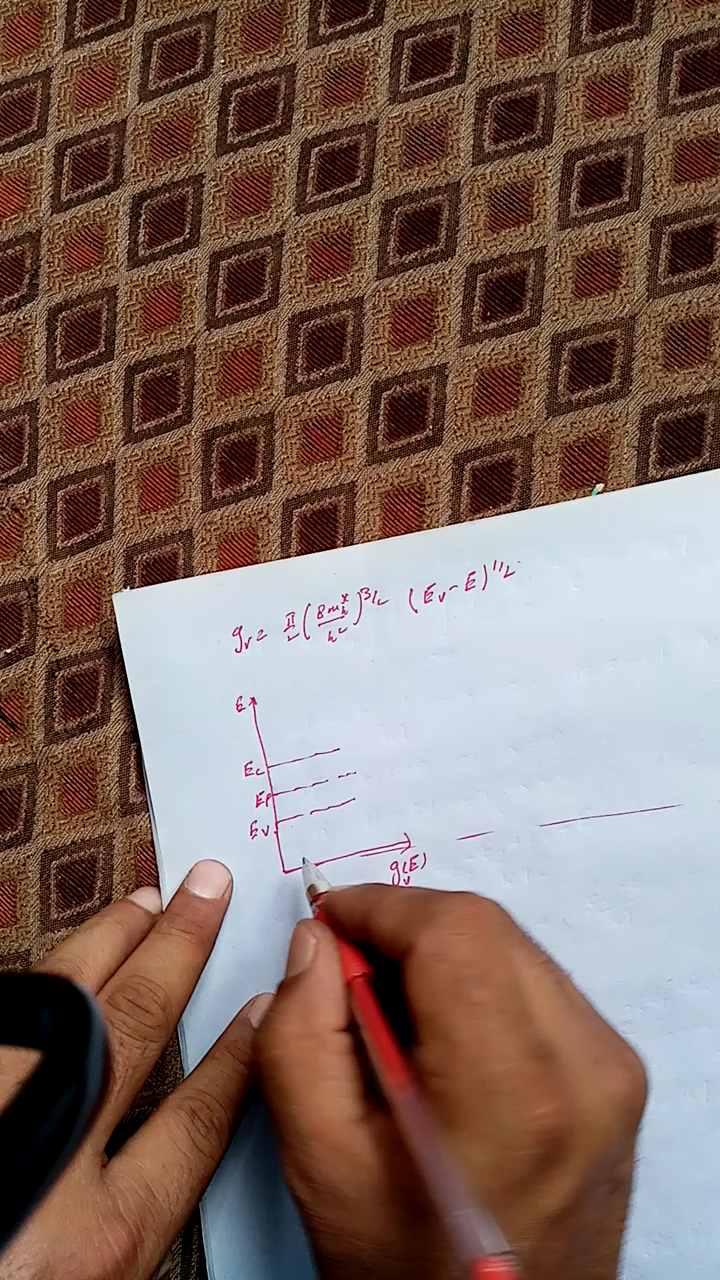 gv = π/2 (8m*h/h²)^3/2 (Ev - E)^1/2
E
Ec
EF
Ev
gv(E)